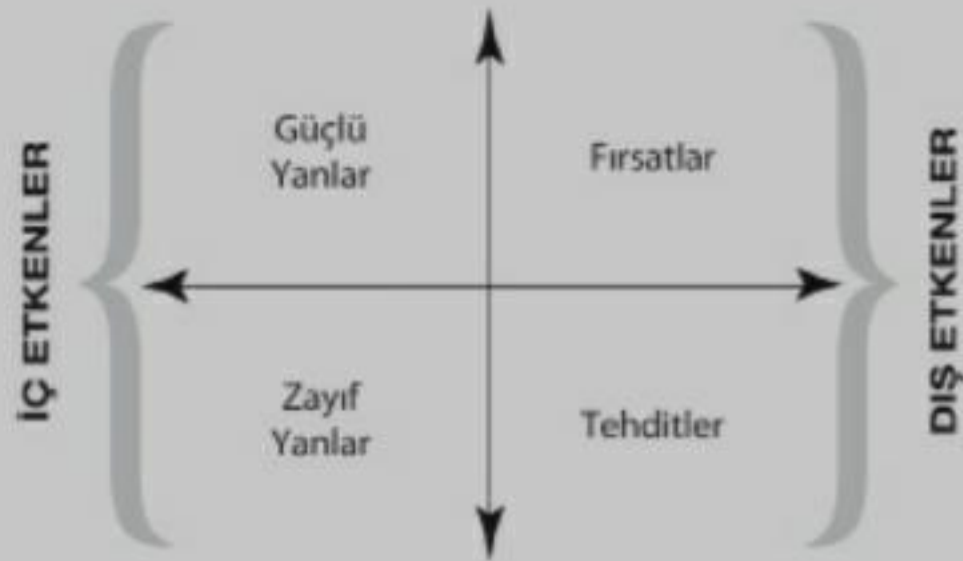 İÇ ETKENLER
Güçlü
Yanlar
Fırsatlar
Zayıf
Yanlar
Tehditler
DIŞ ETKENLER